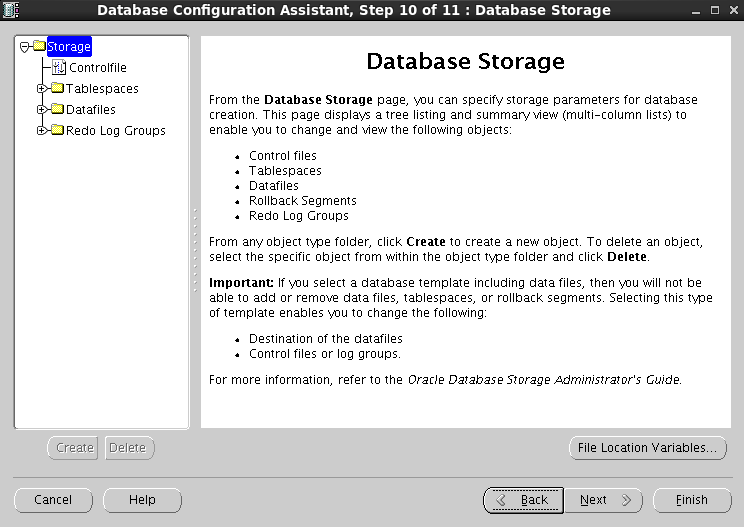 Database Configuration Assistant, Step 10 of 11 : Database Storage
Storage
Controlfile
Tablespaces
Datafiles
Redo Log Groups
Database Storage
From the Database Storage page, you can specify storage parameters for database
creation. This page displays a tree listing and summary view (multi-column lists) to
enable you to change and view the following objects:
• Control files
• Tablespaces
• Datafiles
• Rollback Segments
• Redo Log Groups
From any object type folder, click Create to create a new object. To delete an object,
select the specific object from within the object type folder and click Delete.
Important: If you select a database template including data files, then you will not be
able to add or remove data files, tablespaces, or rollback segments. Selecting this type
of template enables you to change the following:
• Destination of the datafiles
• Control files or log groups.
For more information, refer to the Oracle Database Storage Administrator's Guide.
Create Delete File Location Variables...
Cancel Help Back Next Finish